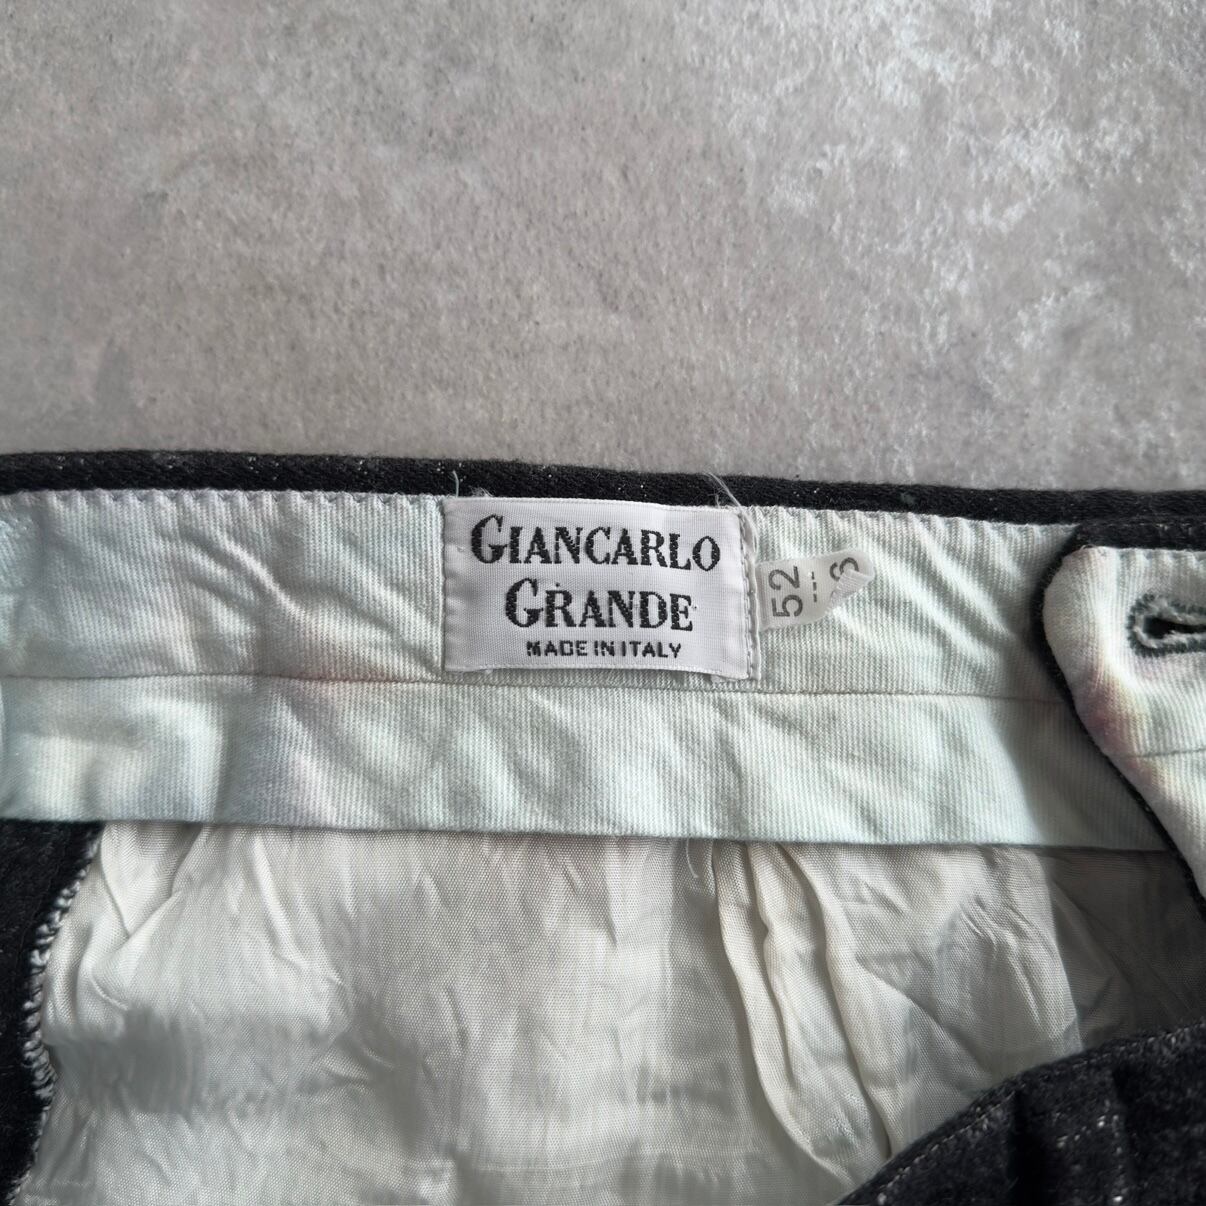 GIANCARLO
GRANDE
MADE IN ITALY
52
---